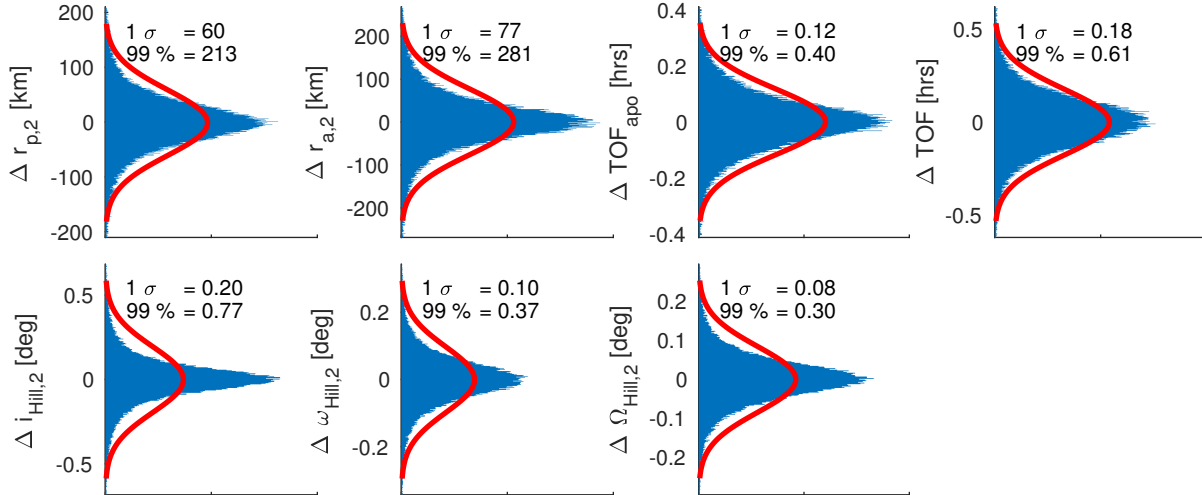 1 σ = 60
99 % = 213
200
100
0
-100
-200
Δ r_p,2 [km]
1 σ = 77
99 % = 281
200
100
0
-100
-200
Δ r_a,2 [km]
1 σ = 0.12
99 % = 0.40
0.4
0.2
0
-0.2
-0.4
Δ TOF_apo [hrs]
1 σ = 0.18
99 % = 0.61
0.5
0
-0.5
Δ TOF [hrs]
1 σ = 0.20
99 % = 0.77
0.5
0
-0.5
Δ i_Hill,2 [deg]
1 σ = 0.10
99 % = 0.37
0.2
0
-0.2
Δ ω_Hill,2 [deg]
1 σ = 0.08
99 % = 0.30
0.2
0.1
0
-0.1
-0.2
Δ Ω_Hill,2 [deg]